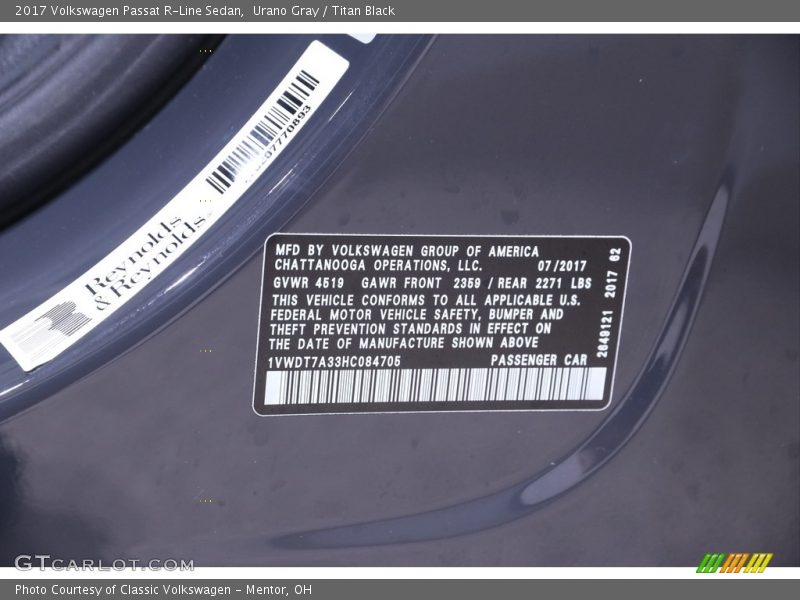 2017 Volkswagen Passat R-Line Sedan,  Urano Gray / Titan Black
Reynolds
& Reynolds
MFD BY VOLKSWAGEN GROUP OF AMERICA
CHATTANOOGA OPERATIONS, LLC. 07/2017
GVWR 4519 GAWR FRONT 2359 / REAR 2271 LBS
THIS VEHICLE CONFORMS TO ALL APPLICABLE U.S.
FEDERAL MOTOR VEHICLE SAFETY, BUMPER AND
THEFT PREVENTION STANDARDS IN EFFECT ON
THE DATE OF MANUFACTURE SHOWN ABOVE
1VWDT7A33HC084705 PASSENGER CAR
2649121 2017 62
GTCARLOT.COM
Photo Courtesy of Classic Volkswagen - Mentor, OH